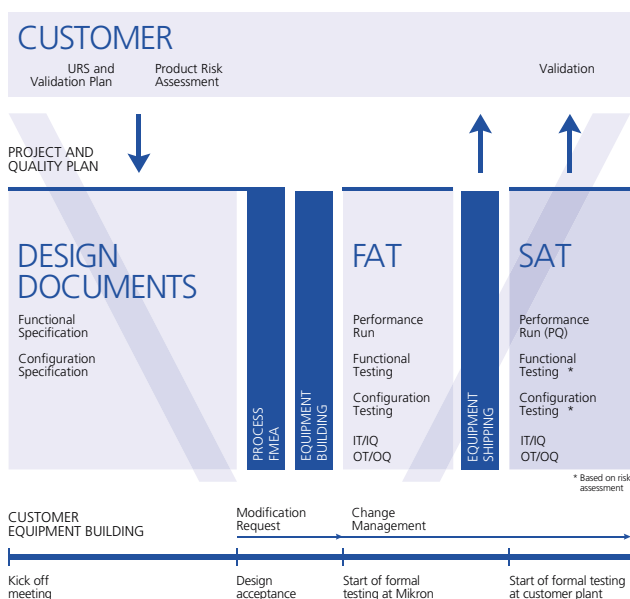 CUSTOMER
URS and
Validation Plan
Product Risk
Assessment
Validation
PROJECT AND
QUALITY PLAN
DESIGN
DOCUMENTS
Functional
Specification
Configuration
Specification
PROCESS
FMEA
EQUIPMENT
BUILDING
FAT
Performance
Run
Functional
Testing
Configuration
Testing
IT/IQ
OT/OQ
EQUIPMENT
SHIPPING
SAT
Performance
Run (PQ)
Functional
Testing *
Configuration
Testing *
IT/IQ
OT/OQ
* Based on risk
assessment
CUSTOMER
EQUIPMENT BUILDING
Modification
Request
Change
Management
Kick off
meeting
Design
acceptance
Start of formal
testing at Mikron
Start of formal testing
at customer plant